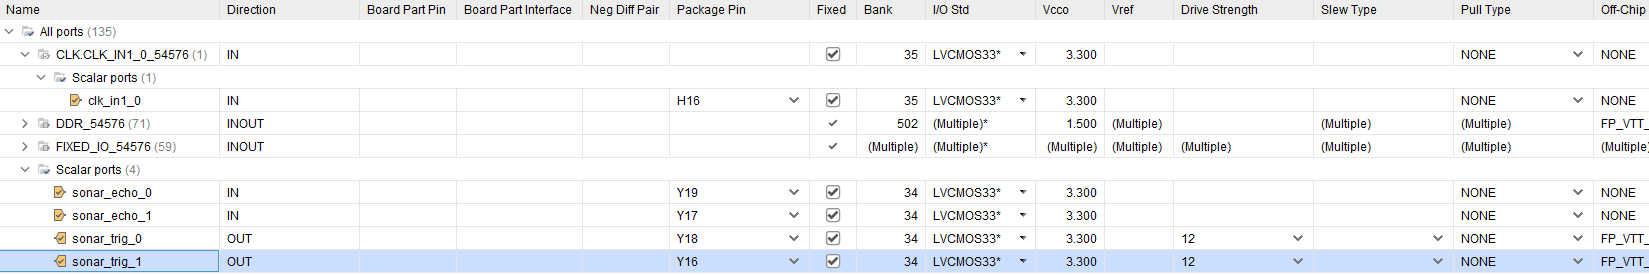 Name Direction Board Part Pin Board Part Interface Neg Diff Pair Package Pin Fixed Bank I/O Std Vcco Vref Drive Strength Slew Type Pull Type Off-Chip
All ports (135)
CLK.CLK_IN1_0_54576 (1) IN 35 LVCMOS33* 3.300 NONE NONE
Scalar ports (1)
clk_in1_0 IN H16 35 LVCMOS33* 3.300 NONE NONE
DDR_54576 (71) INOUT 502 (Multiple)* 1.500 (Multiple) (Multiple) (Multiple) FP_VTT_
FIXED_IO_54576 (59) INOUT (Multiple) (Multiple)* (Multiple) (Multiple) (Multiple) (Multiple) (Multiple) (Multiple)
Scalar ports (4)
sonar_echo_0 IN Y19 34 LVCMOS33* 3.300 NONE NONE
sonar_echo_1 IN Y17 34 LVCMOS33* 3.300 NONE NONE
sonar_trig_0 OUT Y18 34 LVCMOS33* 3.300 12 NONE FP_VTT_
sonar_trig_1 OUT Y16 34 LVCMOS33* 3.300 12 NONE FP_VTT_